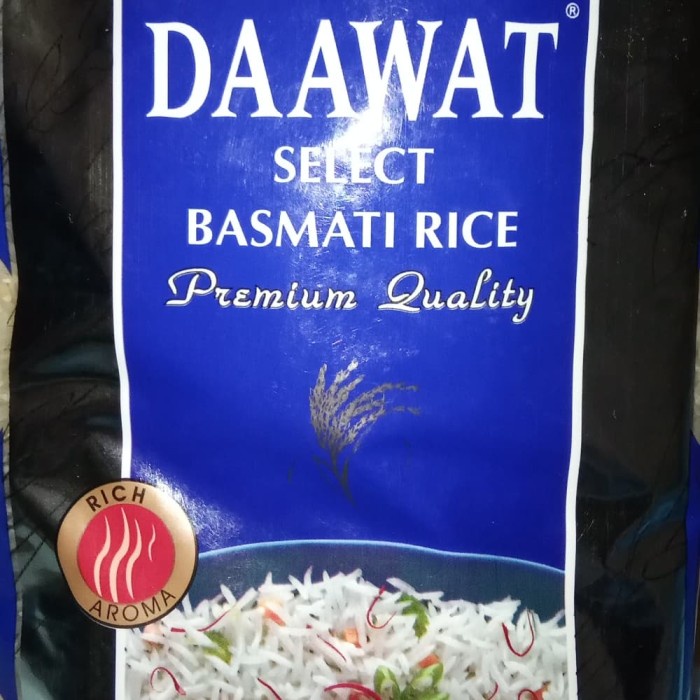 DAAWAT®
SELECT
BASMATI RICE
Premium Quality
RICH
AROMA